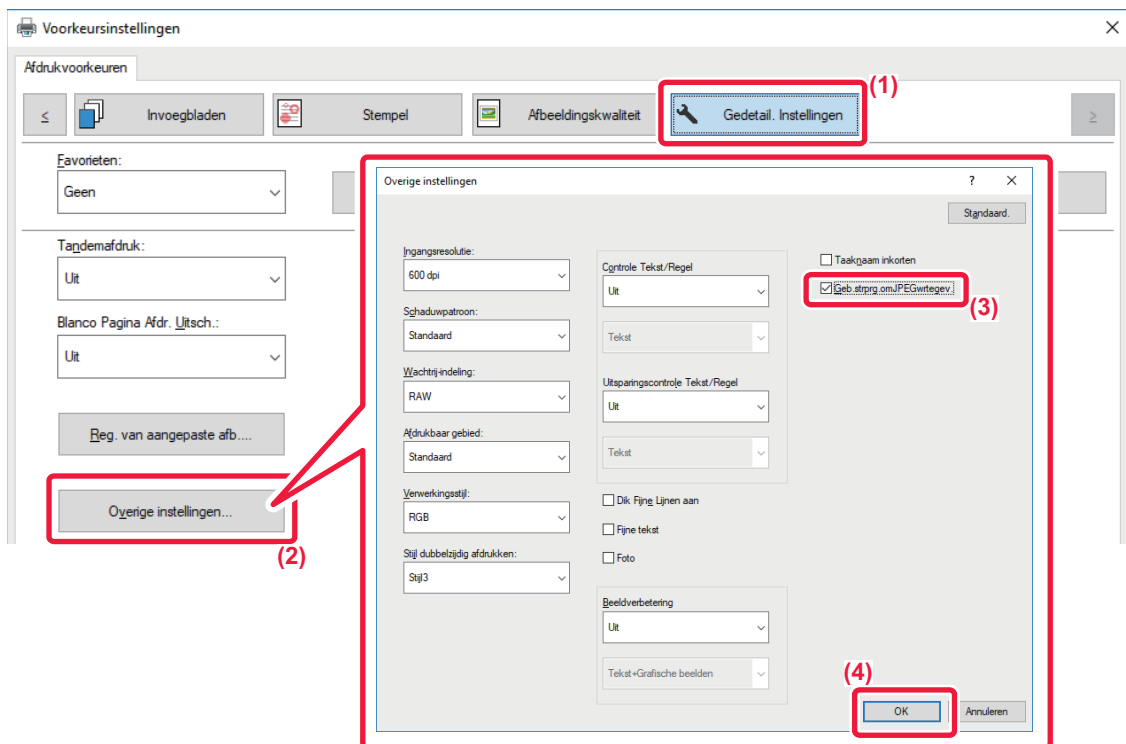 Voorkeursinstellingen
Afdrukvoorkeuren
(1)
<
Invoegbladen
Stempel
Afbeeldingskwaliteit
Gedetail. Instellingen
>
Favorieten:
Geen
Tandemafdruk:
Uit
Blanco Pagina Afdr. Uitsch.:
Uit
Reg. van aangepaste afb....
Overige instellingen...
(2)
Overige instellingen
?
Standaard.
Ingangsresolutie:
600 dpi
Schaduwpatroon:
Standaard
Wachtrij-indeling:
RAW
Afdrukbaar gebied:
Standaard
Verwerkingsstijl:
RGB
Stijl dubbelzijdig afdrukken:
Stijl3
Controle Tekst/Regel
Uit
Tekst
Uitsparingscontrole Tekst/Regel
Uit
Tekst
Dik Fijne Lijnen aan
Fijne tekst
Foto
Beeldverbetering
Uit
Tekst+Grafische beelden
Taaknaam inkorten
Geb.strprg.omJPEGwrtegev.
(3)
(4)
OK
Annuleren